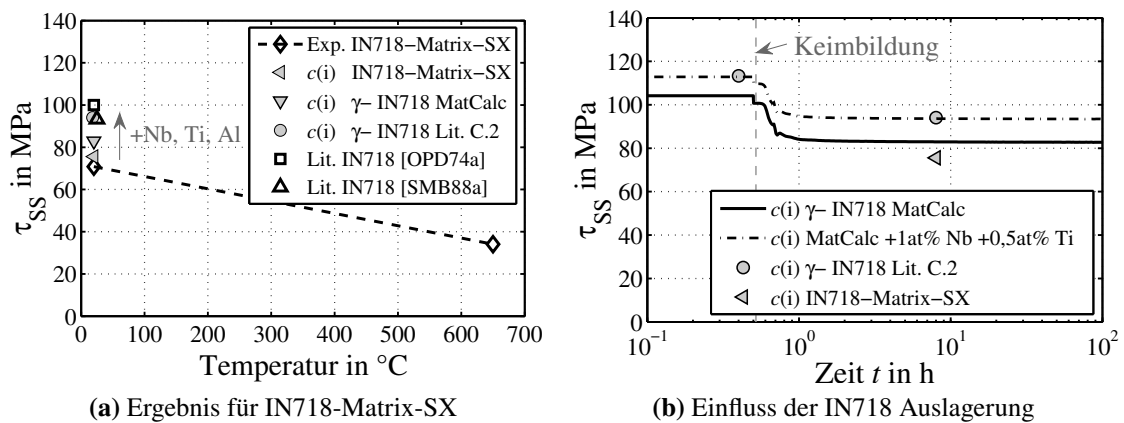 140
120
100
80
60
40
20
0
τSS in MPa
0 100 200 300 400 500 600 700
Temperatur in °C
+Nb, Ti, Al
Exp. IN718−Matrix−SX
c(i) IN718−Matrix−SX
c(i) γ− IN718 MatCalc
c(i) γ− IN718 Lit. C.2
Lit. IN718 [OPD74a]
Lit. IN718 [SMB88a]
(a) Ergebnis für IN718-Matrix-SX
140
120
100
80
60
40
20
0
τSS in MPa
10−1 100 101 102
Zeit t in h
Keimbildung
c(i) γ− IN718 MatCalc
c(i) MatCalc +1at% Nb +0,5at% Ti
c(i) γ− IN718 Lit. C.2
c(i) IN718−Matrix−SX
(b) Einfluss der IN718 Auslagerung